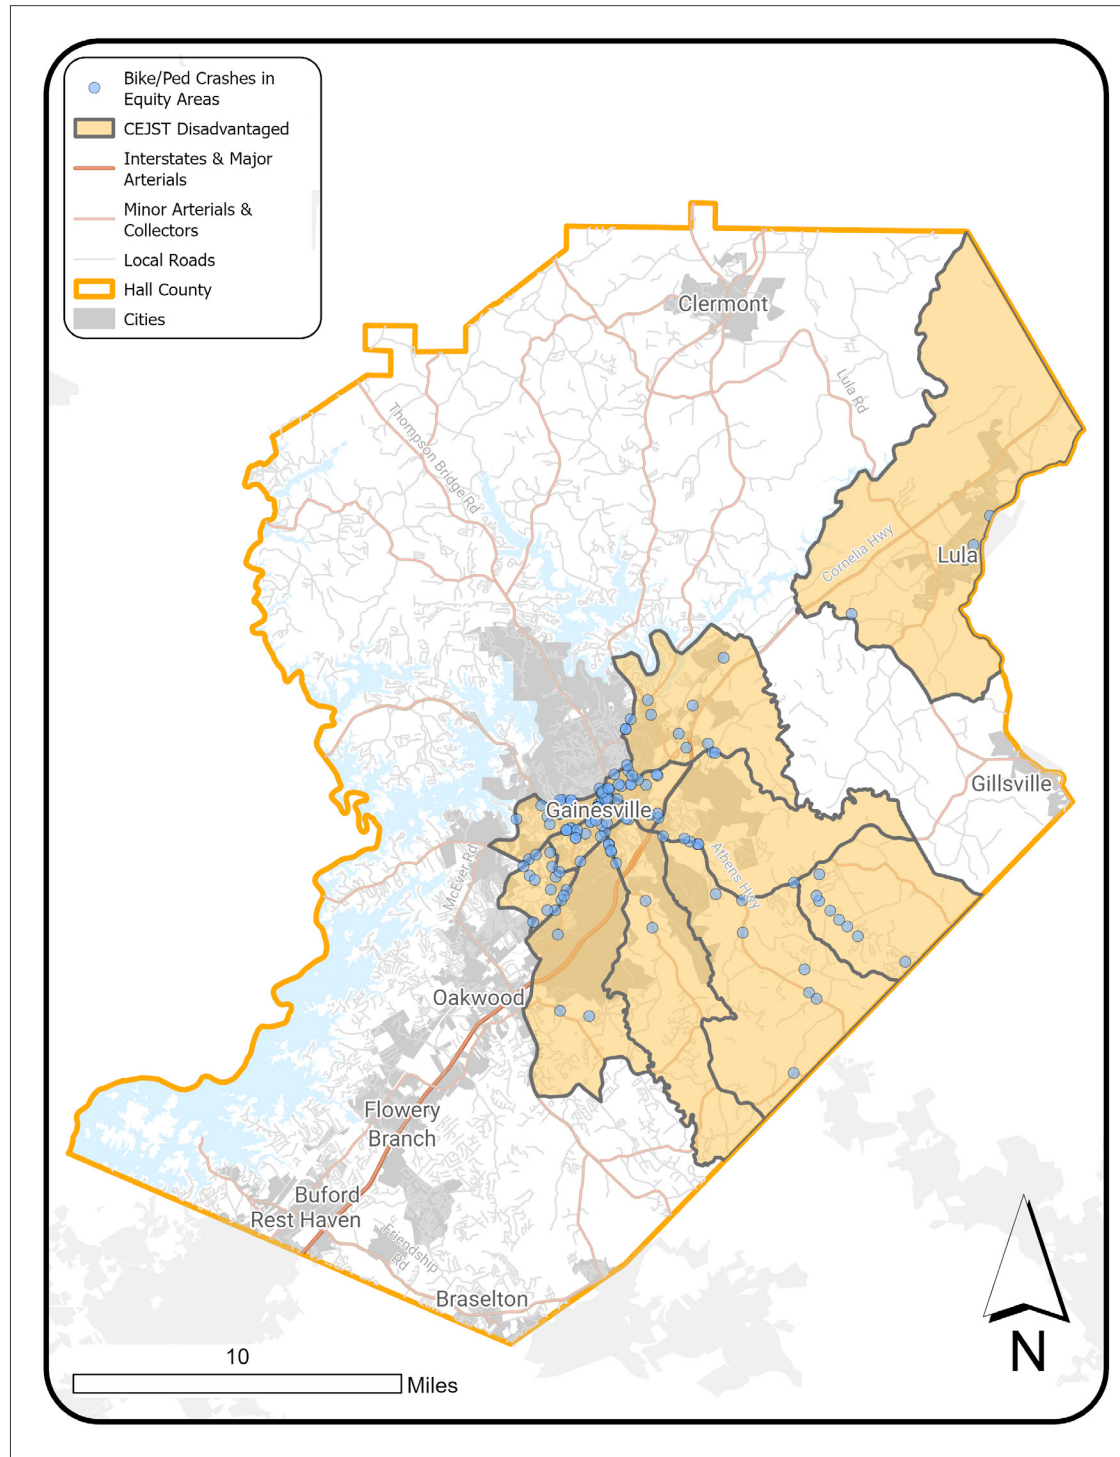 Bike/Ped Crashes in
Equity Areas
CEJST Disadvantaged
Interstates & Major
Arterials
Minor Arterials &
Collectors
Local Roads
Hall County
Cities
Clermont
Lula Rd
Thompson Bridge Rd
Cornelia Hwy
Lula
Gillsville
Gainesville
McEver Rd
Athens Hwy
Oakwood
Flowery
Branch
Buford
Rest Haven
Friendship
Rd
Braselton
10
Miles
N